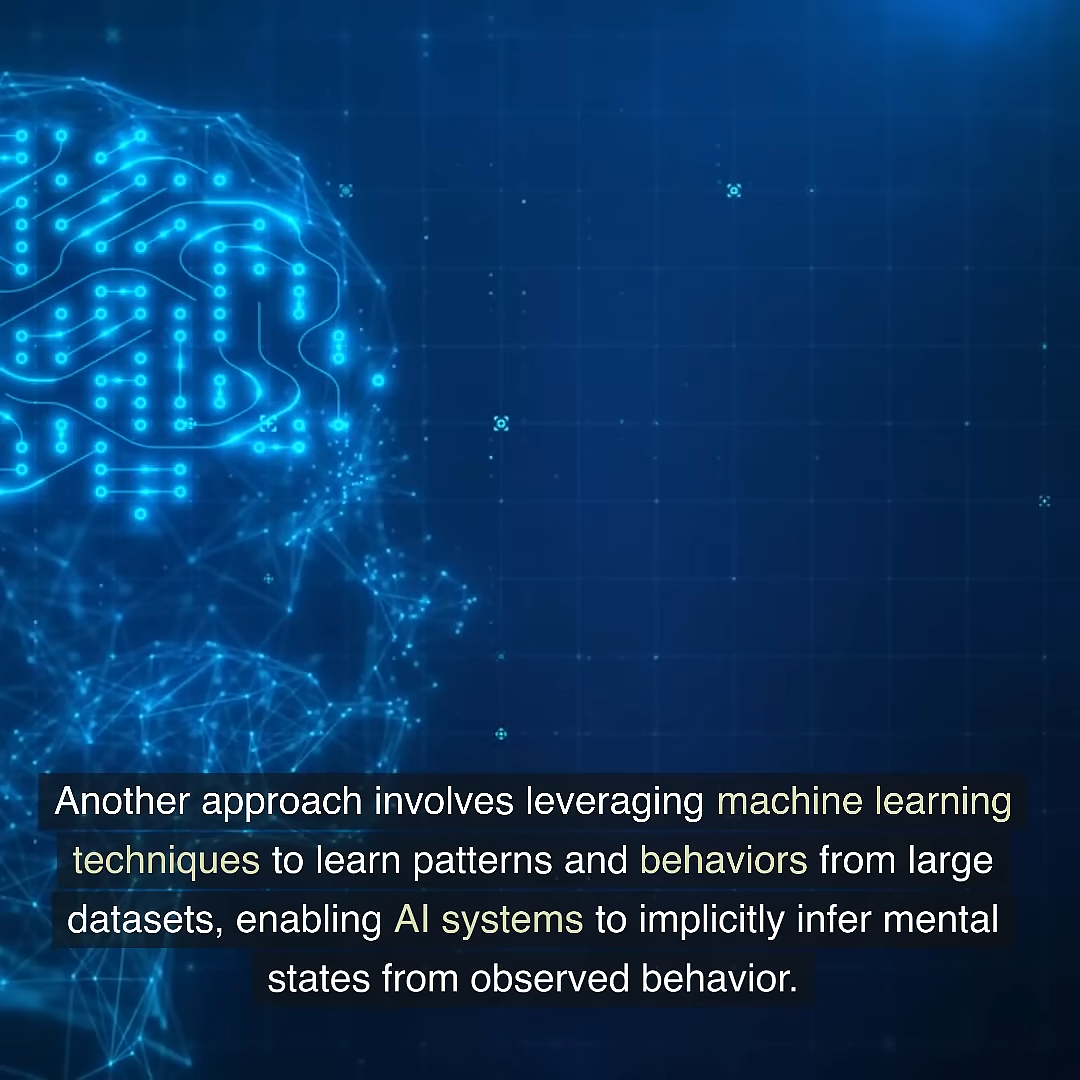 Another approach involves leveraging machine learning
techniques to learn patterns and behaviors from large
datasets, enabling AI systems to implicitly infer mental
states from observed behavior.